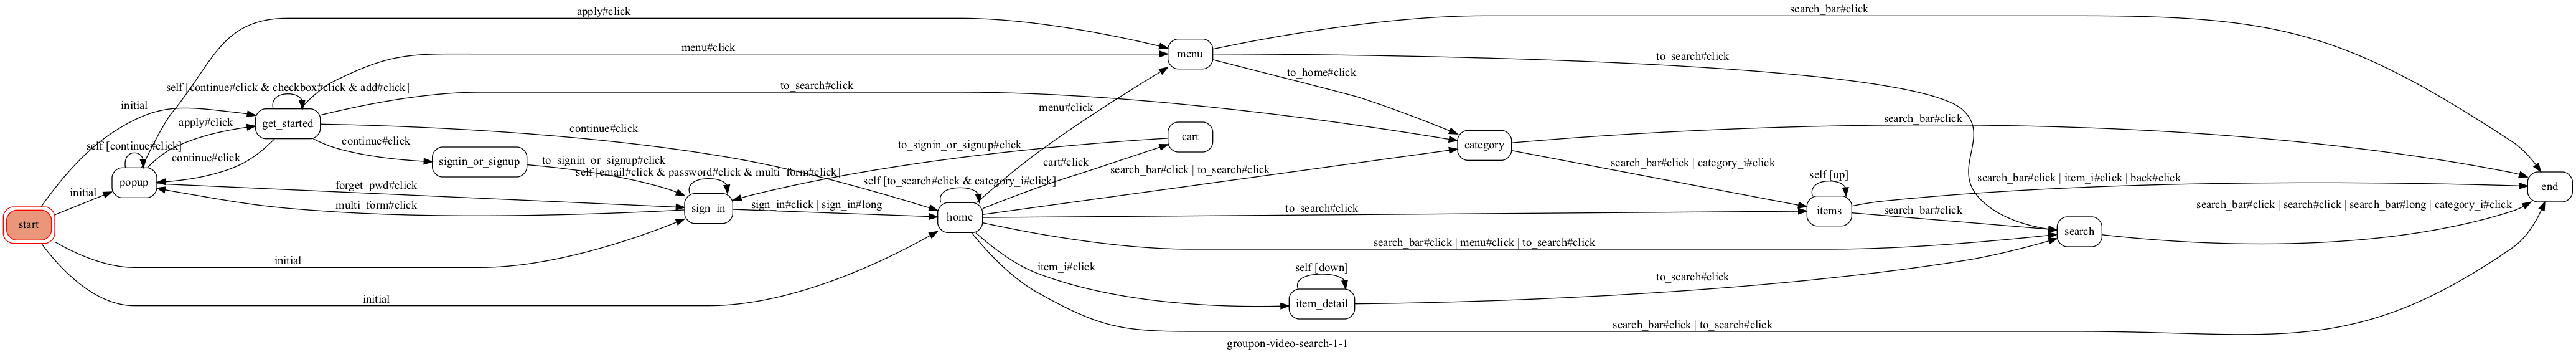 apply#click
search_bar#click
menu#click
menu
to_search#click
to_home#click
self [continue#click & checkbox#click & add#click]
to_search#click
initial
get_started
apply#click
continue#click
menu#click
cart
search_bar#click
category
self [continue#click]
continue#click
continue#click
signin_or_signup
to_signin_or_signup#click
to_signin_or_signup#click
search_bar#click | to_search#click
search_bar#click | category_i#click
self [email#click & password#click & multi_form#click]
cart#click
self [to_search#click & category_i#click]
self [up]
search_bar#click | item_i#click | back#click
end
popup
initial
forget_pwd#click
multi_form#click
sign_in
sign_in#click | sign_in#long
home
to_search#click
items
search_bar#click
search_bar#click | search#click | search_bar#long | category_i#click
start
search
search_bar#click | menu#click | to_search#click
initial
item_i#click
self [down]
to_search#click
initial
item_detail
search_bar#click | to_search#click
groupon-video-search-1-1